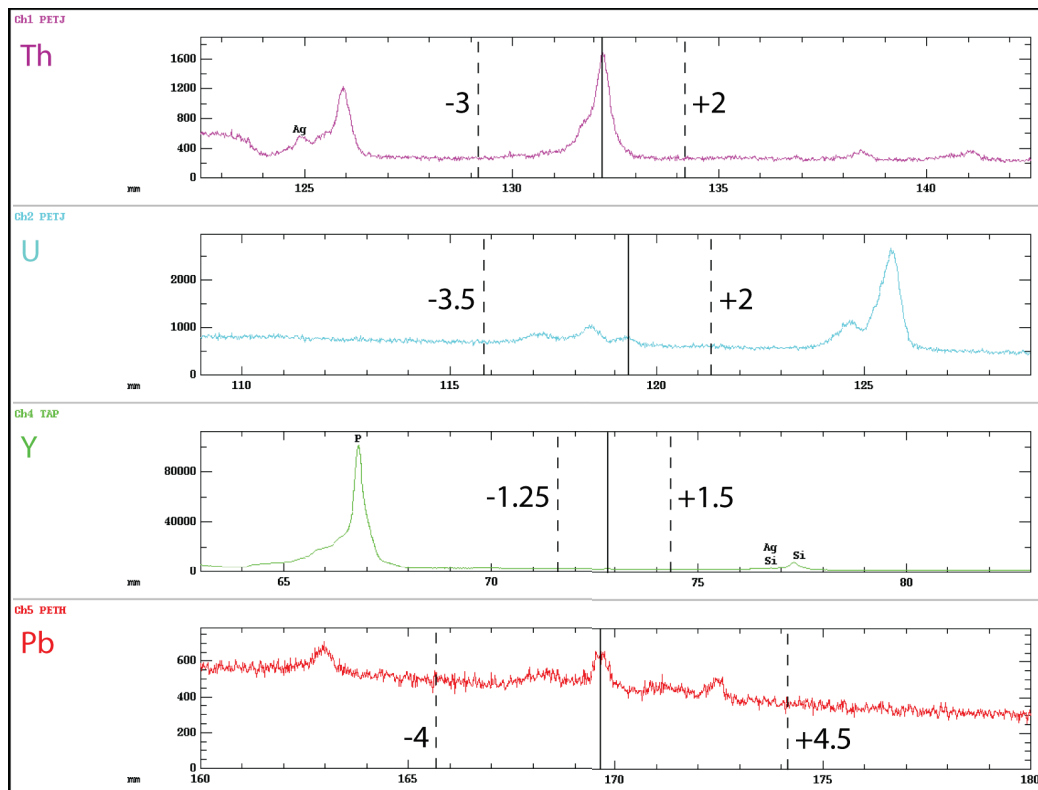 Ch1 PETJ
Th
1600
1200
800
400
0
Ag
-3
+2
mm
125
130
135
140
Ch2 PETJ
U
2000
1000
0
-3.5
+2
mm
110
115
120
125
Ch4 TAP
Y
80000
40000
0
P
-1.25
+1.5
Ag
Si
Si
mm
65
70
75
80
Ch5 PETH
Pb
600
400
200
0
-4
+4.5
mm
160
165
170
175
180